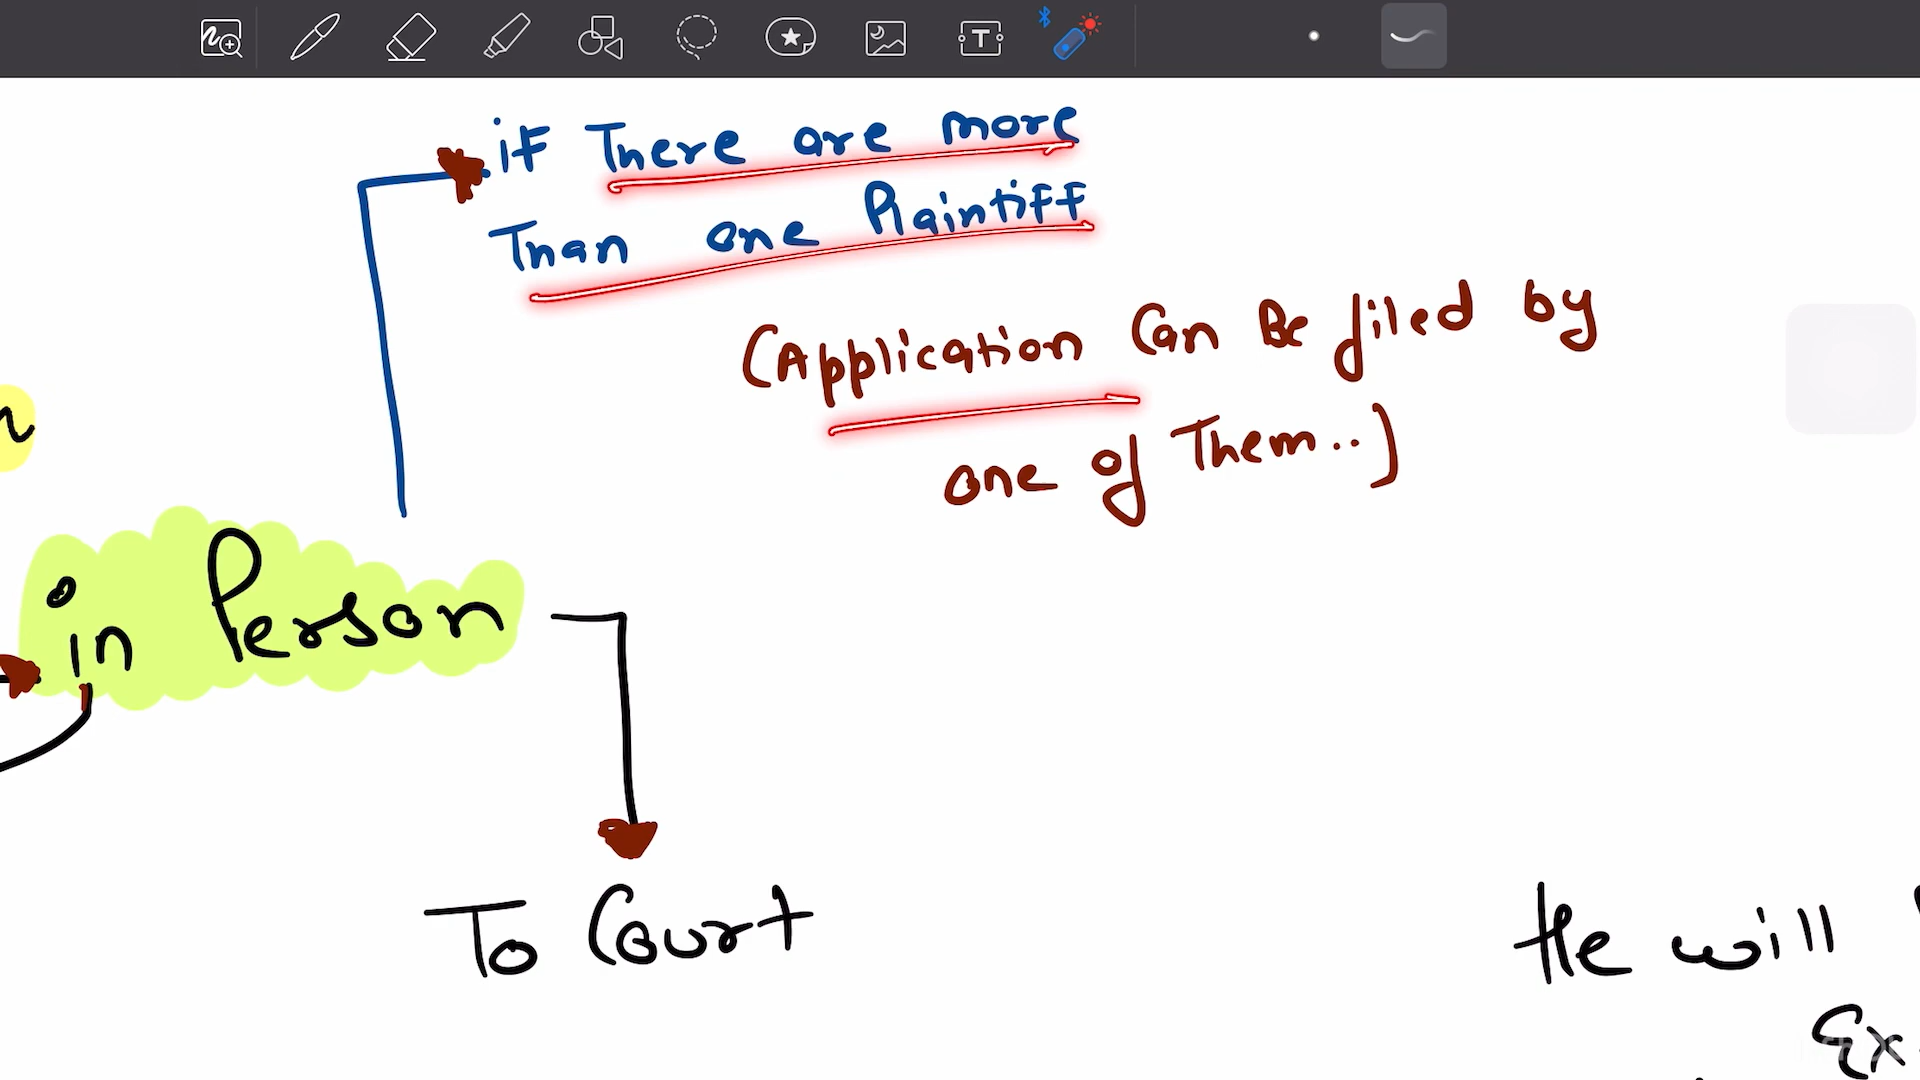 if There are more
Than one Plaintiff
(Application Can Be filed by
one of Them..)
in Person
To Court
He will
Ex